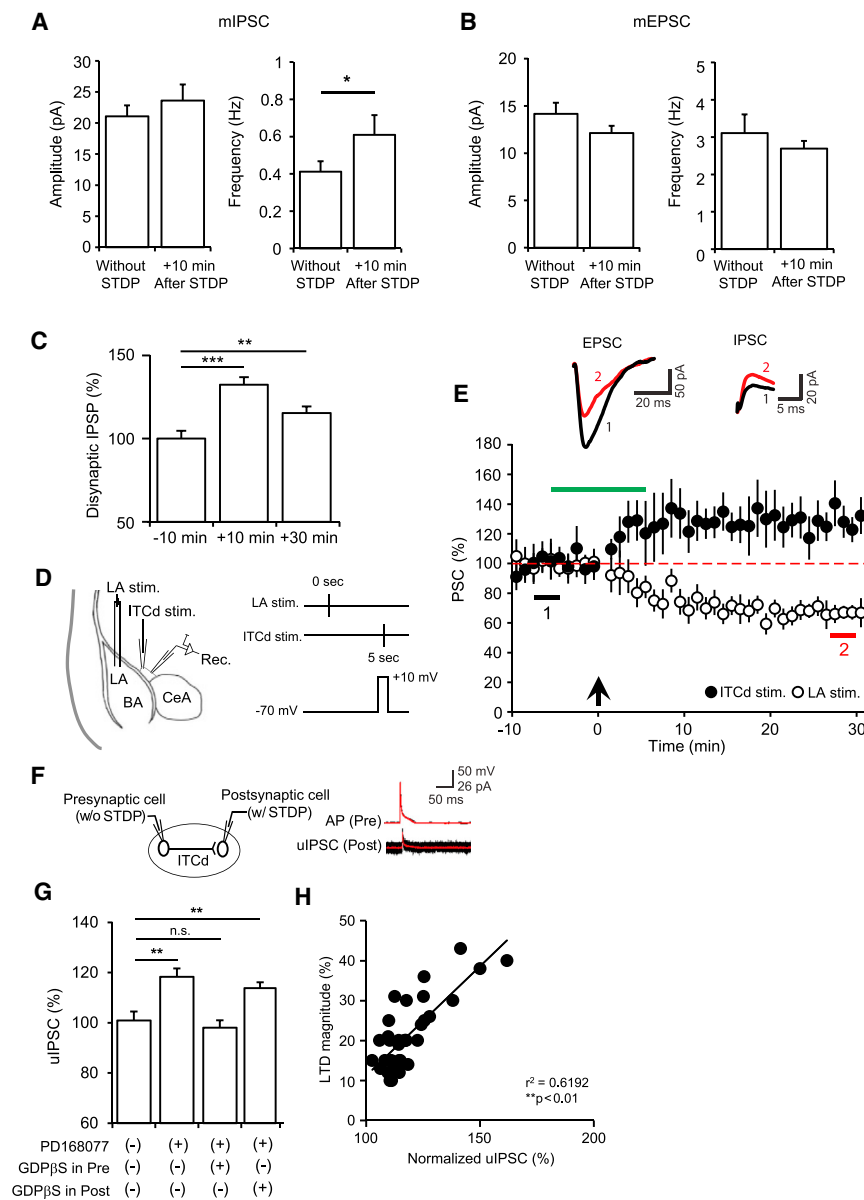 A
mIPSC
Amplitude (pA)
30
25
20
15
10
5
0
Without
STDP
+10 min
After STDP
Frequency (Hz)
1
0.8
0.6
0.4
0.2
0
*
Without
STDP
+10 min
After STDP
B
mEPSC
Amplitude (pA)
20
15
10
5
0
Without
STDP
+10 min
After STDP
Frequency (Hz)
5
4
3
2
1
0
Without
STDP
+10 min
After STDP
C
Disynaptic IPSP (%)
150
100
50
**
***
-10 min
+10 min
+30 min
D
LA stim.
ITCd stim.
Rec.
LA
BA
CeA
0 sec
LA stim.
ITCd stim.
5 sec
+10 mV
-70 mV
E
EPSC
2
1
20 ms
50 pA
IPSC
2
1
5 ms
20 pA
PSC (%)
180
160
140
120
100
80
60
40
20
0
1
2
ITCd stim.
LA stim.
-10
0
10
20
30
Time (min)
F
Presynaptic cell
(w/o STDP)
Postsynaptic cell
(w/ STDP)
ITCd
50 mV
26 pA
50 ms
AP (Pre)
uIPSC (Post)
G
uIPSC (%)
140
120
100
80
60
**
n.s.
**
PD168077 (-) (+) (+) (+)
GDPβS in Pre (-) (-) (+) (-)
GDPβS in Post (-) (-) (-) (+)
H
LTD magnitude (%)
50
40
30
20
10
0
r² = 0.6192
**p<0.01
100
150
200
Normalized uIPSC (%)